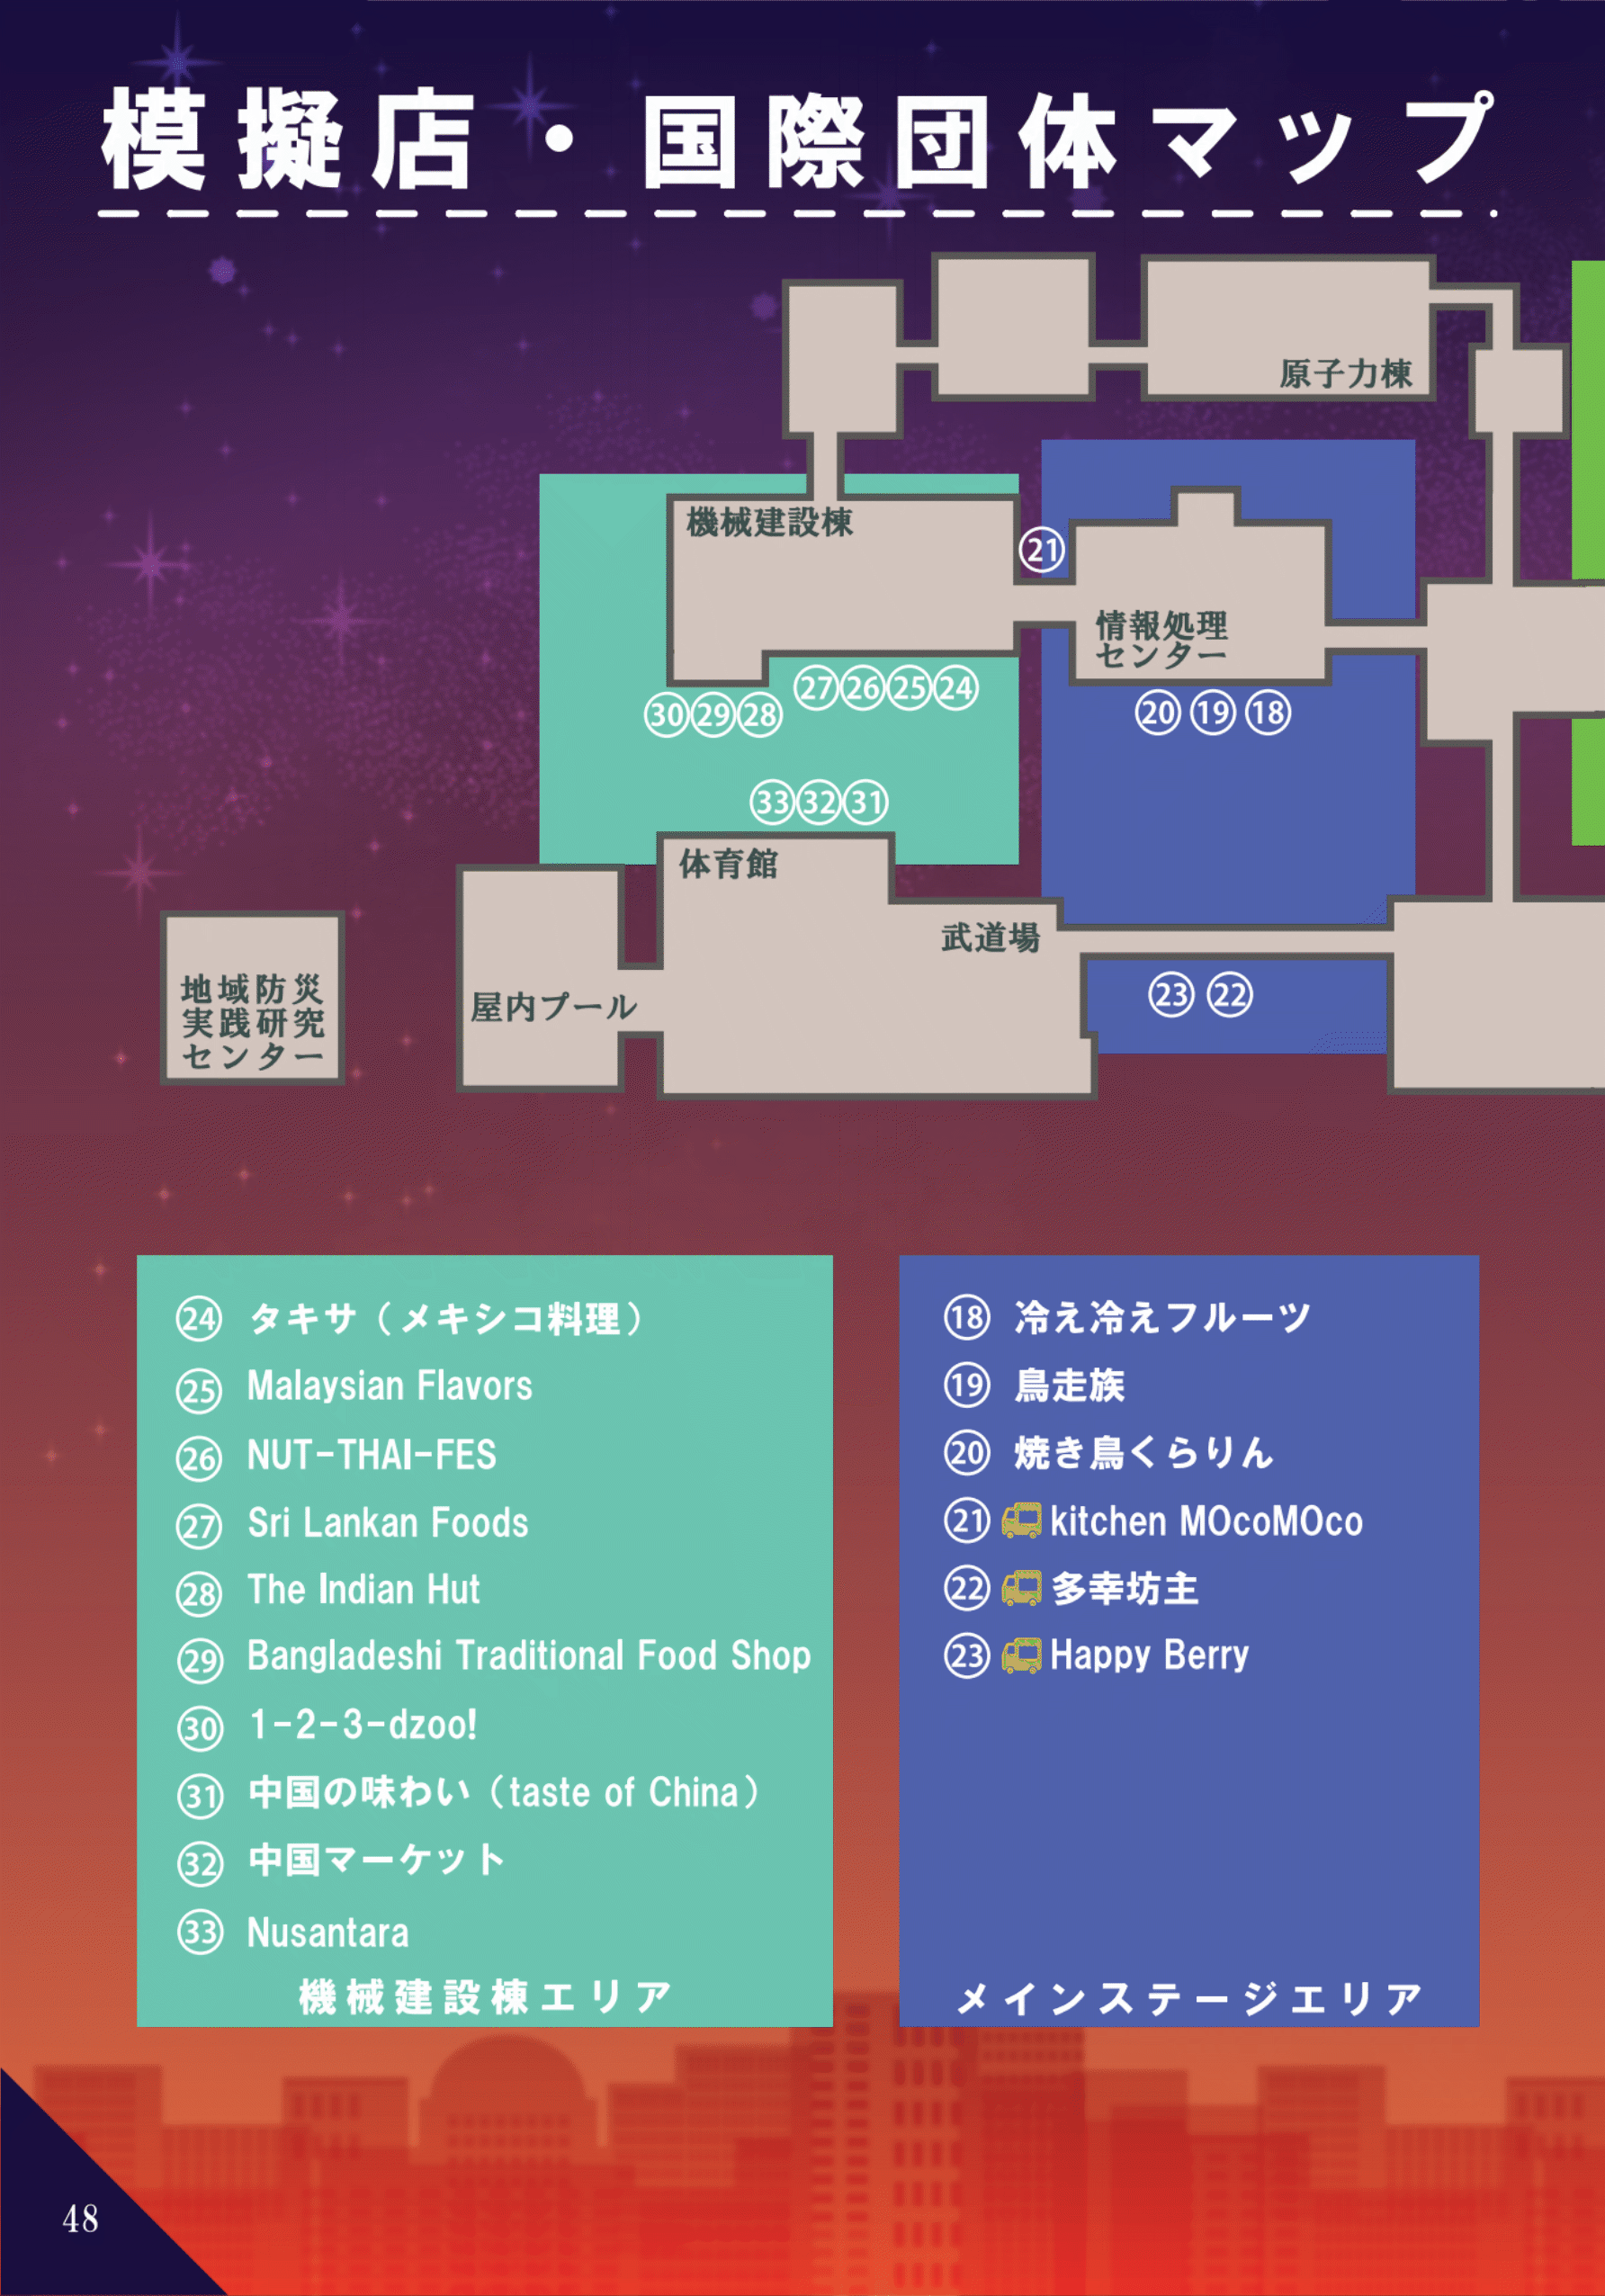 模擬店・国際団体マップ
原子力棟
機械建設棟
㉑
情報処理
センター
㉗㉖㉕㉔
㉚㉙㉘
⑳⑲⑱
㉝㉜㉛
体育館
武道場
地域防災
実践研究
センター
屋内プール
㉓㉒
㉔ タキサ（メキシコ料理）
㉕ Malaysian Flavors
㉖ NUT-THAI-FES
㉗ Sri Lankan Foods
㉘ The Indian Hut
㉙ Bangladeshi Traditional Food Shop
㉚ 1-2-3-dzoo!
㉛ 中国の味わい（taste of China）
㉜ 中国マーケット
㉝ Nusantara
機械建設棟エリア
⑱ 冷え冷えフルーツ
⑲ 鳥走族
⑳ 焼き鳥くらりん
㉑ kitchen MOcoMOco
㉒ 多幸坊主
㉓ Happy Berry
メインステージエリア
48